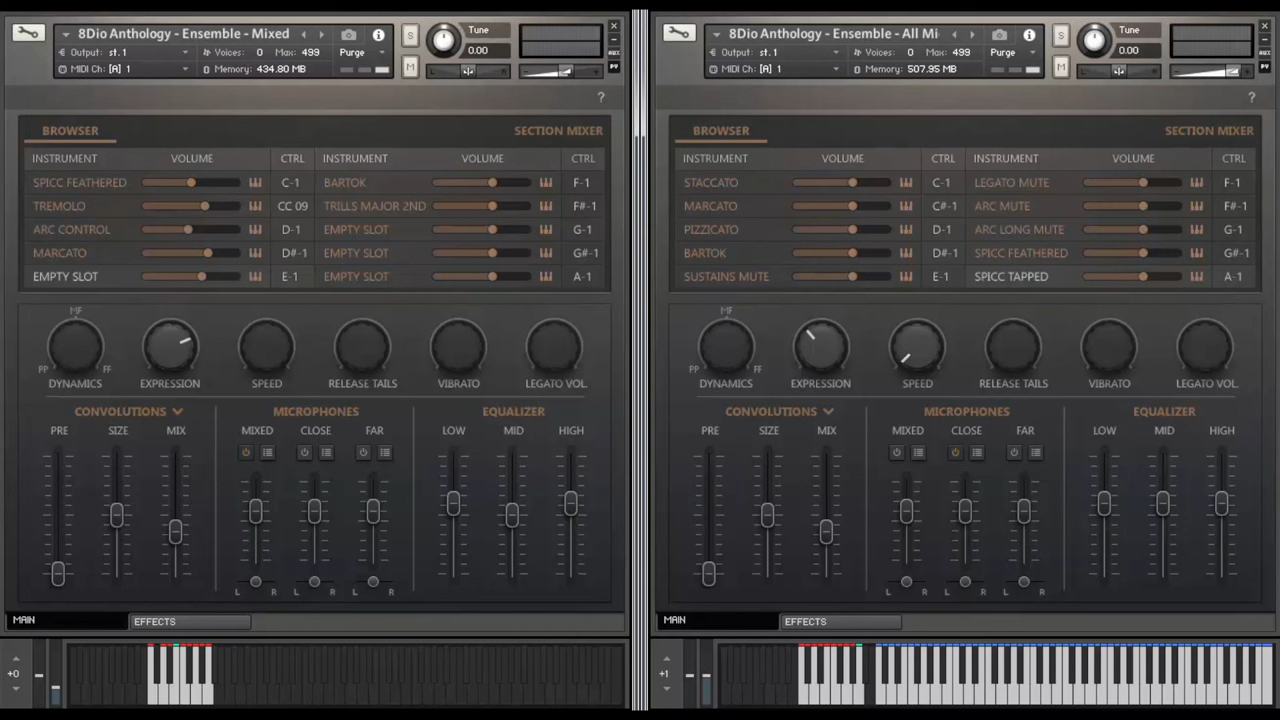 8Dio Anthology - Ensemble - Mixed
Output: st.1 Voices: 0 Max: 499 Purge
MIDI Ch: [A] 1 Memory: 434.80 MB
S
M
Tune
0.00
L R
AUX
PV
?
BROWSER SECTION MIXER
INSTRUMENT VOLUME CTRL INSTRUMENT VOLUME CTRL
SPICC FEATHERED C-1 BARTOK F-1
TREMOLO CC 09 TRILLS MAJOR 2ND F#-1
ARC CONTROL D-1 EMPTY SLOT G-1
MARCATO D#-1 EMPTY SLOT G#-1
EMPTY SLOT E-1 EMPTY SLOT A-1
MF
PP FF
DYNAMICS EXPRESSION SPEED RELEASE TAILS VIBRATO LEGATO VOL.
CONVOLUTIONS MICROPHONES EQUALIZER
PRE SIZE MIX MIXED CLOSE FAR LOW MID HIGH
L R L R L R
MAIN EFFECTS
+0
8Dio Anthology - Ensemble - All Mi
Output: st.1 Voices: 0 Max: 499 Purge
MIDI Ch: [A] 1 Memory: 507.95 MB
S
M
Tune
0.00
L R
AUX
PV
?
BROWSER SECTION MIXER
INSTRUMENT VOLUME CTRL INSTRUMENT VOLUME CTRL
STACCATO C-1 LEGATO MUTE F-1
MARCATO C#-1 ARC MUTE F#-1
PIZZICATO D-1 ARC LONG MUTE G-1
BARTOK D#-1 SPICC FEATHERED G#-1
SUSTAINS MUTE E-1 SPICC TAPPED A-1
MF
PP FF
DYNAMICS EXPRESSION SPEED RELEASE TAILS VIBRATO LEGATO VOL.
CONVOLUTIONS MICROPHONES EQUALIZER
PRE SIZE MIX MIXED CLOSE FAR LOW MID HIGH
L R L R L R
MAIN EFFECTS
+1